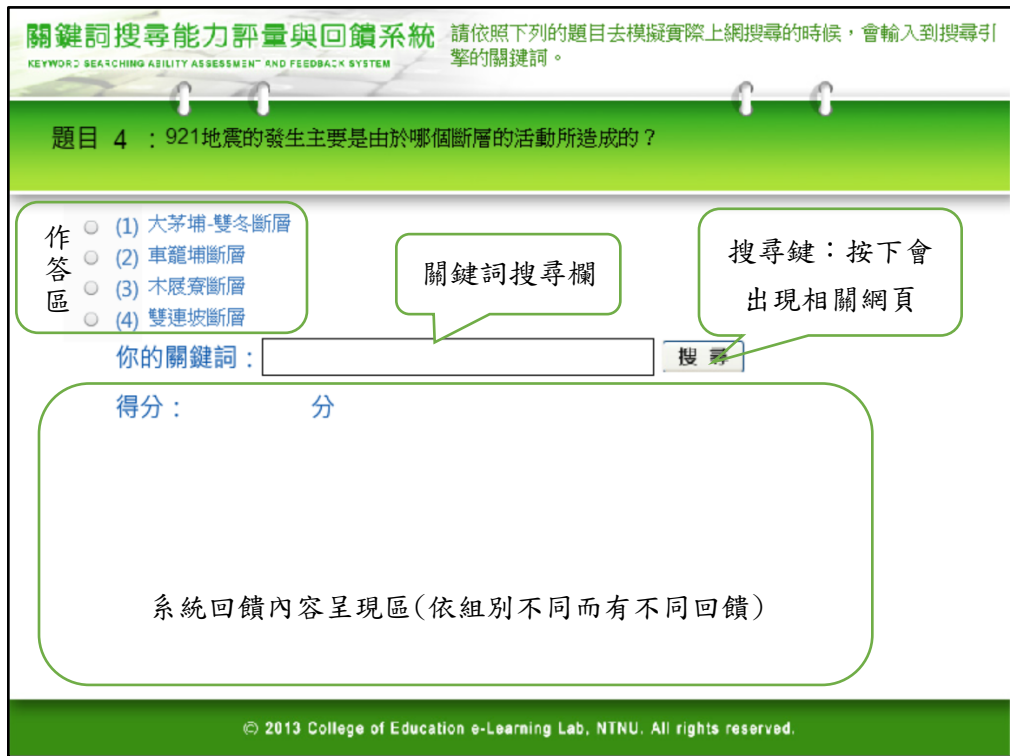 關鍵詞搜尋能力評量與回饋系統
KEYWORD SEARCHING ABILITY ASSESSMENT AND FEEDBACK SYSTEM
請依照下列的題目去模擬實際上網搜尋的時候，會輸入到搜尋引
擎的關鍵詞。
題目 4 ：921地震的發生主要是由於哪個斷層的活動所造成的？
作答區
(1) 大茅埔-雙冬斷層
(2) 車籠埔斷層
(3) 木屐寮斷層
(4) 雙連坡斷層
關鍵詞搜尋欄
搜尋鍵：按下會
出現相關網頁
你的關鍵詞：
搜 尋
得分： 分
系統回饋內容呈現區(依組別不同而有不同回饋)
© 2013 College of Education e-Learning Lab, NTNU. All rights reserved.